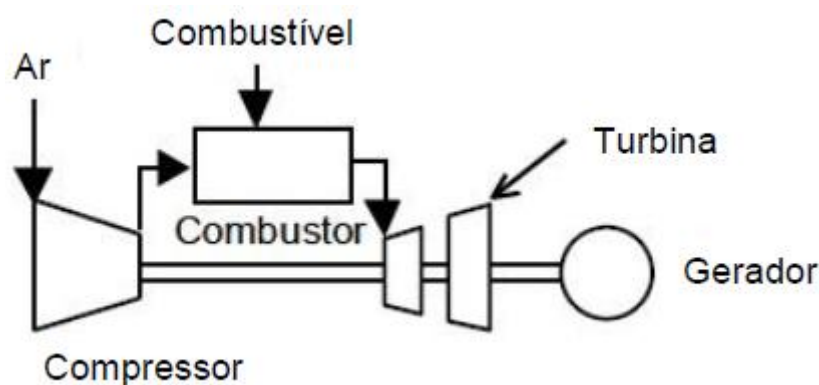 Combustível
Ar
Turbina
Combustor
Gerador
Compressor